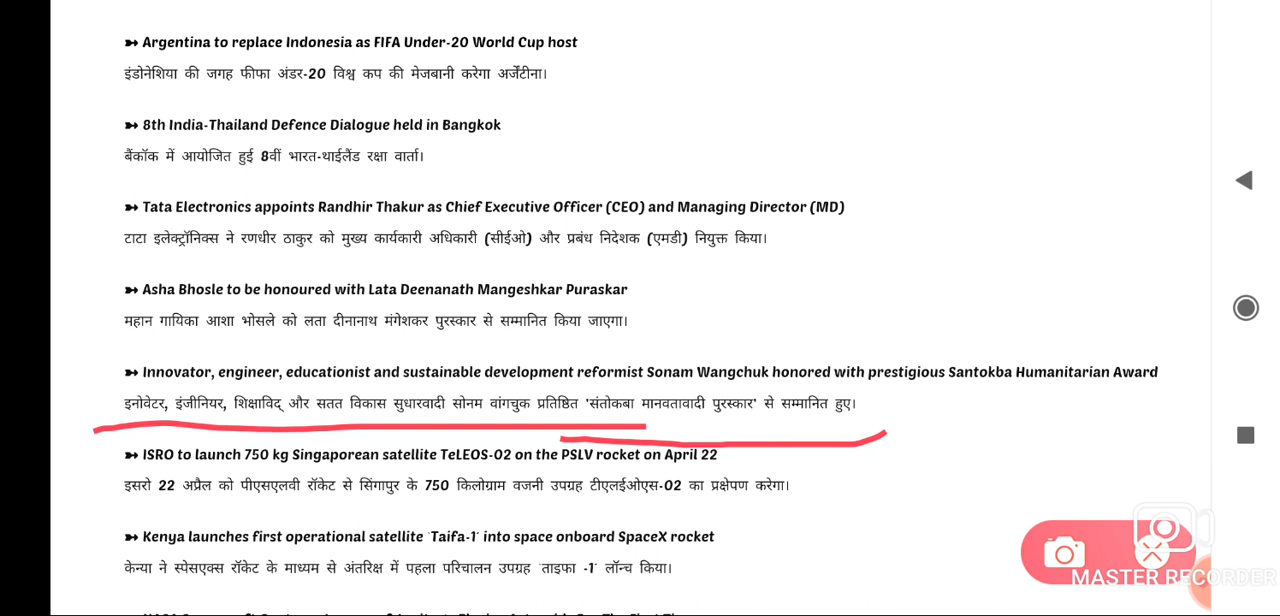 ➼ Argentina to replace Indonesia as FIFA Under-20 World Cup host
इंडोनेशिया की जगह फीफा अंडर-20 विश्व कप की मेजबानी करेगा अर्जेंटीना।
➼ 8th India-Thailand Defence Dialogue held in Bangkok
बैंकॉक में आयोजित हुई 8वीं भारत-थाईलैंड रक्षा वार्ता।
➼ Tata Electronics appoints Randhir Thakur as Chief Executive Officer (CEO) and Managing Director (MD)
टाटा इलेक्ट्रॉनिक्स ने रणधीर ठाकुर को मुख्य कार्यकारी अधिकारी (सीईओ) और प्रबंध निदेशक (एमडी) नियुक्त किया।
➼ Asha Bhosle to be honoured with Lata Deenanath Mangeshkar Puraskar
महान गायिका आशा भोसले को लता दीनानाथ मंगेशकर पुरस्कार से सम्मानित किया जाएगा।
➼ Innovator, engineer, educationist and sustainable development reformist Sonam Wangchuk honored with prestigious Santokba Humanitarian Award
इनोवेटर, इंजीनियर, शिक्षाविद् और सतत विकास सुधारवादी सोनम वांगचुक प्रतिष्ठित 'संतोकबा मानवतावादी पुरस्कार' से सम्मानित हुए।
➼ ISRO to launch 750 kg Singaporean satellite TeLEOS-02 on the PSLV rocket on April 22
इसरो 22 अप्रैल को पीएसएलवी रॉकेट से सिंगापुर के 750 किलोग्राम वजनी उपग्रह टीएलईओएस-02 का प्रक्षेपण करेगा।
➼ Kenya launches first operational satellite 'Taifa-1' into space onboard SpaceX rocket
केन्या ने स्पेसएक्स रॉकेट के माध्यम से अंतरिक्ष में पहला परिचालन उपग्रह 'ताइफा -1' लॉन्च किया।
MASTER RECORDER